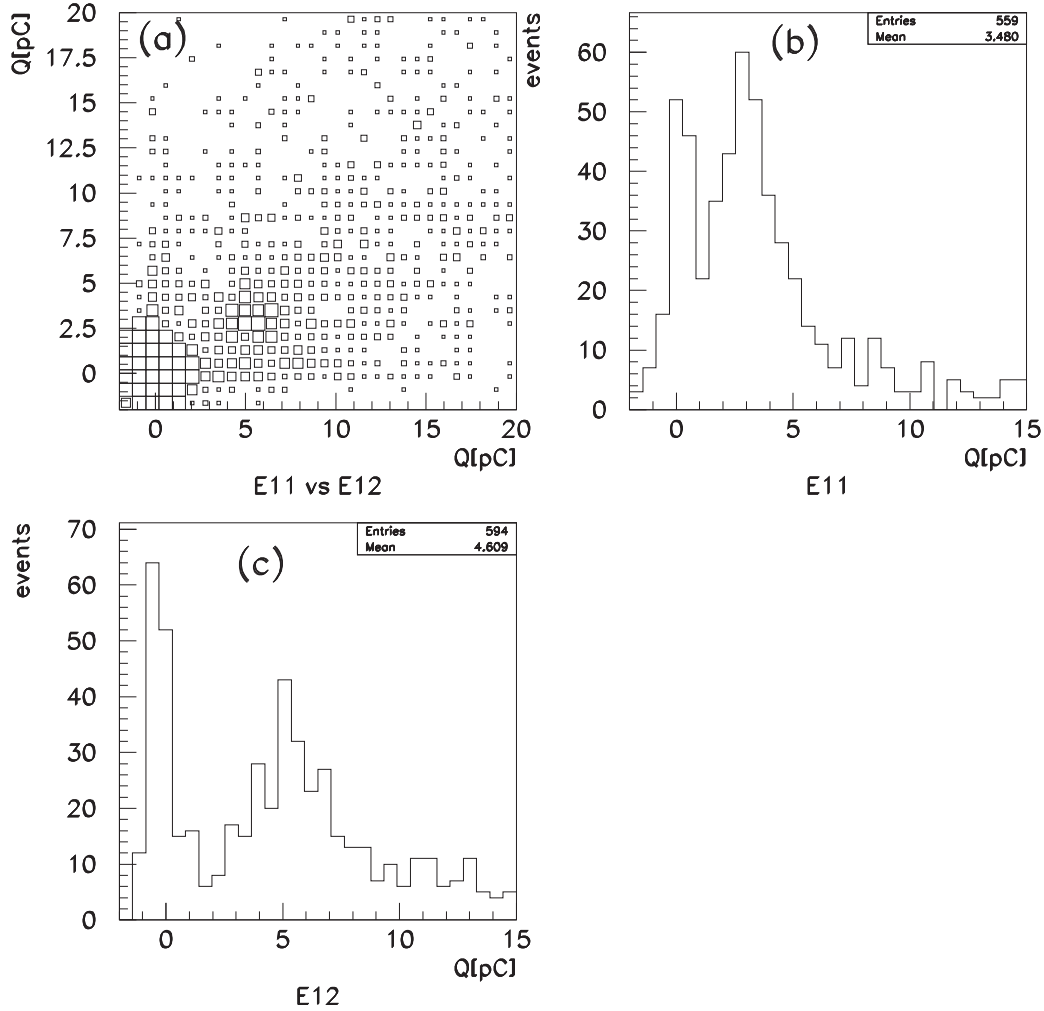 (a)
Q[pC]
20
17.5
15
12.5
10
7.5
5
2.5
0
0 5 10 15 20
Q[pC]
E11 vs E12
(b)
events
Entries 559
Mean 3.480
60
50
40
30
20
10
0
0 5 10 15
Q[pC]
E11
(c)
events
Entries 594
Mean 4.609
70
60
50
40
30
20
10
0
0 5 10 15
Q[pC]
E12